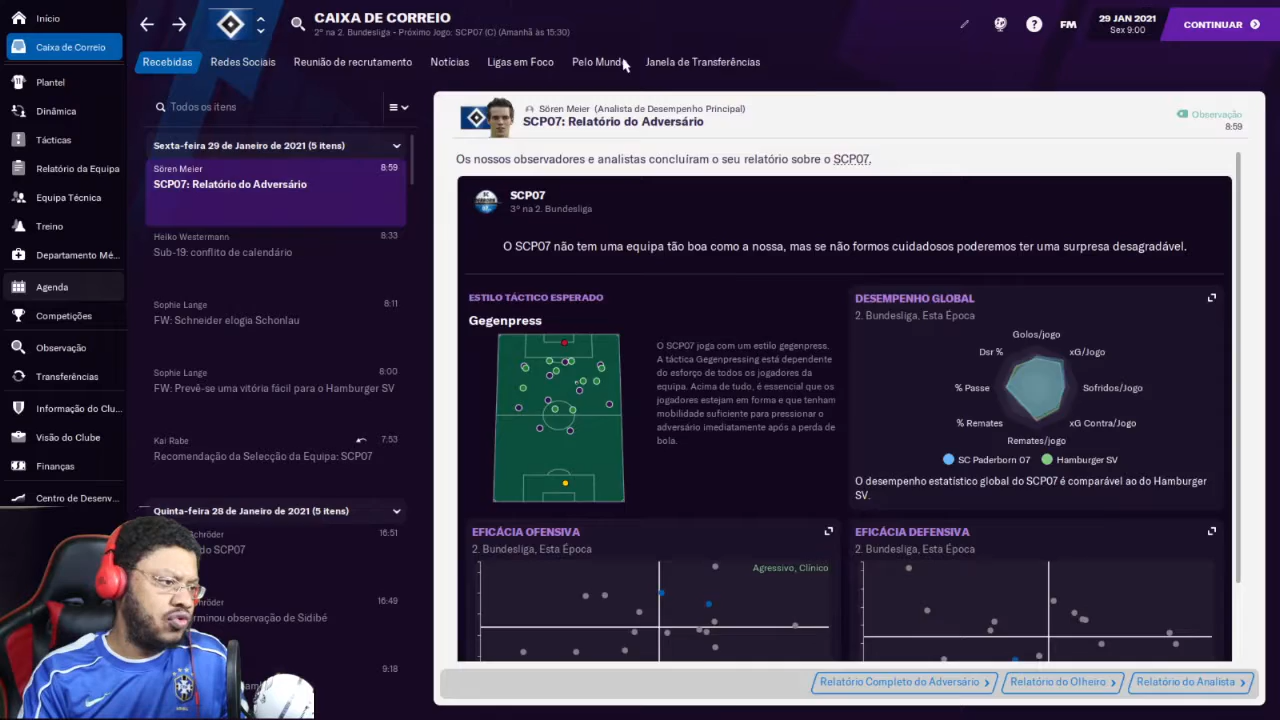 Início
CAIXA DE CORREIO
2º na 2. Bundesliga - Próximo Jogo: SCP07 (C) (Amanhã às 15:30)
FM
29 JAN 2021
Sex 9:00
CONTINUAR
Caixa de Correio
Recebidas
Redes Sociais
Reunião de recrutamento
Notícias
Ligas em Foco
Pelo Mundo
Janela de Transferências
Plantel
Dinâmica
Tácticas
Relatório da Equipa
Equipa Técnica
Treino
Departamento Mé...
Agenda
Competições
Observação
Transferências
Informação do Clu...
Visão do Clube
Finanças
Centro de Desenv...
Todos os itens
Sexta-feira 29 de Janeiro de 2021 (5 itens)
Sören Meier
8:59
SCP07: Relatório do Adversário
Heiko Westermann
8:33
Sub-19: conflito de calendário
Sophie Lange
8:11
FW: Schneider elogia Schonlau
Sophie Lange
8:00
FW: Prevê-se uma vitória fácil para o Hamburger SV
Kai Rabe
7:53
Recomendação da Selecção da Equipa: SCP07
Quinta-feira 28 de Janeiro de 2021 (5 itens)
16:51
do SCP07
16:49
observação de Sidibé
9:18
Sören Meier (Analista de Desempenho Principal)
SCP07: Relatório do Adversário
Observação
8:59
Os nossos observadores e analistas concluíram o seu relatório sobre o SCP07.
SCP07
3º na 2. Bundesliga
O SCP07 não tem uma equipa tão boa como a nossa, mas se não formos cuidadosos poderemos ter uma surpresa desagradável.
ESTILO TÁCTICO ESPERADO
Gegenpress
O SCP07 joga com um estilo gegenpress.
A táctica Gegenpressing está dependente
do esforço de todos os jogadores da
equipa. Acima de tudo, é essencial que os
jogadores estejam em forma e que tenham
mobilidade suficiente para pressionar o
adversário imediatamente após a perda de
bola.
DESEMPENHO GLOBAL
2. Bundesliga, Esta Época
Golos/jogo
Dsr %
xG/Jogo
% Passe
Sofridos/Jogo
% Remates
xG Contra/Jogo
Remates/jogo
SC Paderborn 07
Hamburger SV
O desempenho estatístico global do SCP07 é comparável ao do Hamburger
SV.
EFICÁCIA OFENSIVA
2. Bundesliga, Esta Época
Agressivo, Clínico
EFICÁCIA DEFENSIVA
2. Bundesliga, Esta Época
Relatório Completo do Adversário
Relatório do Olheiro
Relatório do Analista